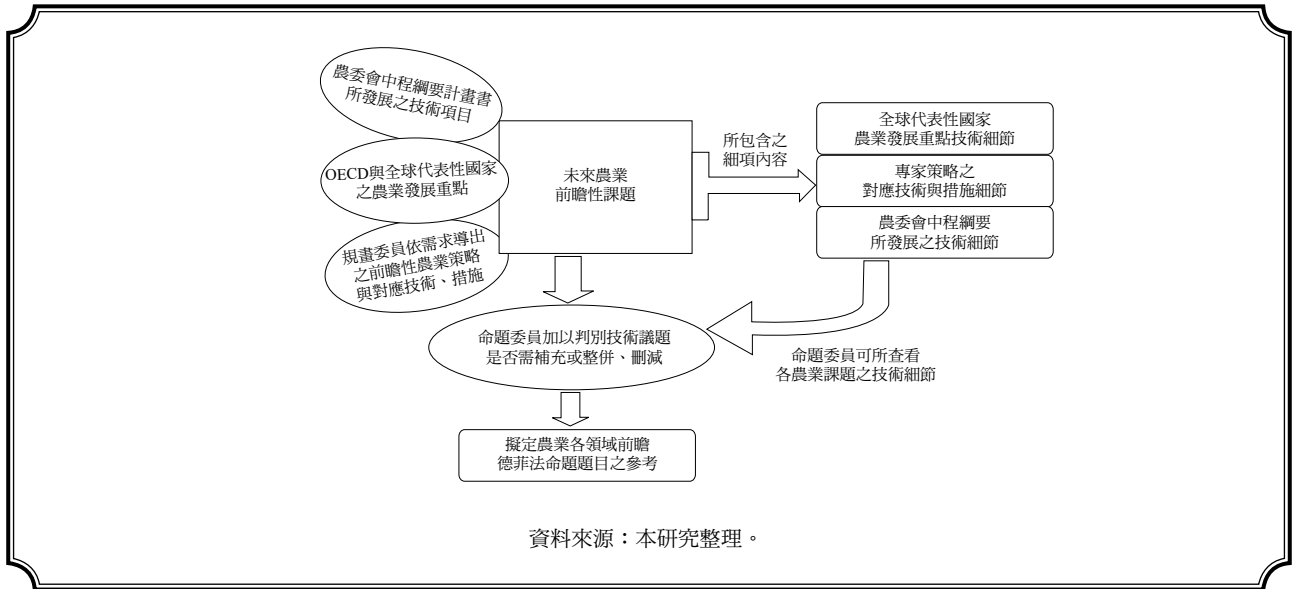 農委會中程綱要計畫書
所發展之技術項目
OECD與全球代表性國家
之農業發展重點
規畫委員依需求導出
之前瞻性農業策略
與對應技術、措施
未來農業
前瞻性課題
所包含之
細項內容
全球代表性國家
農業發展重點技術細節
專家策略之
對應技術與措施細節
農委會中程綱要
所發展之技術細節
命題委員加以判別技術議題
是否需補充或整併、刪減
命題委員可所查看
各農業課題之技術細節
擬定農業各領域前瞻
德菲法命題題目之參考
資料來源：本研究整理。